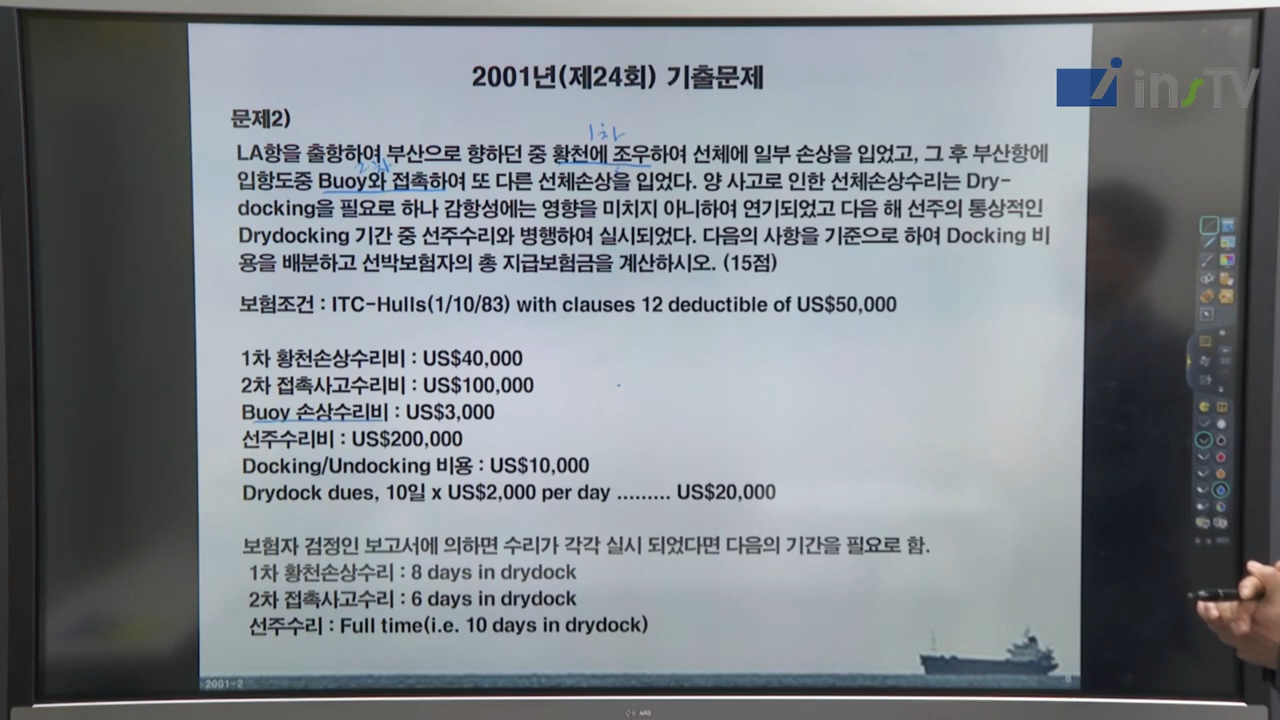 insTV
2001년(제24회) 기출문제
문제2)
1차
LA항을 출항하여 부산으로 향하던 중 황천에 조우하여 선체에 일부 손상을 입었고, 그 후 부산항에
2차
입항도중 Buoy와 접촉하여 또 다른 선체손상을 입었다. 양 사고로 인한 선체손상수리는 Dry-
docking을 필요로 하나 감항성에는 영향을 미치지 아니하여 연기되었고 다음 해 선주의 통상적인
Drydocking 기간 중 선주수리와 병행하여 실시되었다. 다음의 사항을 기준으로 하여 Docking 비
용을 배분하고 선박보험자의 총 지급보험금을 계산하시오. (15점)
보험조건 : ITC-Hulls(1/10/83) with clauses 12 deductible of US$50,000
1차 황천손상수리비 : US$40,000
2차 접촉사고수리비 : US$100,000
Buoy 손상수리비 : US$3,000
선주수리비 : US$200,000
Docking/Undocking 비용 : US$10,000
Drydock dues, 10일 x US$2,000 per day ......... US$20,000
보험자 검정인 보고서에 의하면 수리가 각각 실시 되었다면 다음의 기간을 필요로 함.
1차 황천손상수리 : 8 days in drydock
2차 접촉사고수리 : 6 days in drydock
선주수리 : Full time(i.e. 10 days in drydock)
2001-2